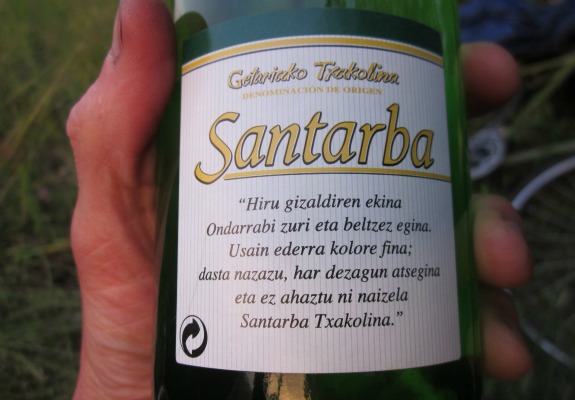 Getariako Txakolina
DENOMINACIÓN DE ORIGEN
Santarba
“Hiru gizaldiren ekina
Ondarrabi zuri eta beltzez egina.
Usain ederra kolore fina;
dasta nazazu, har dezagun atsegina
eta ez ahaztu ni naizela
Santarba Txakolina.”